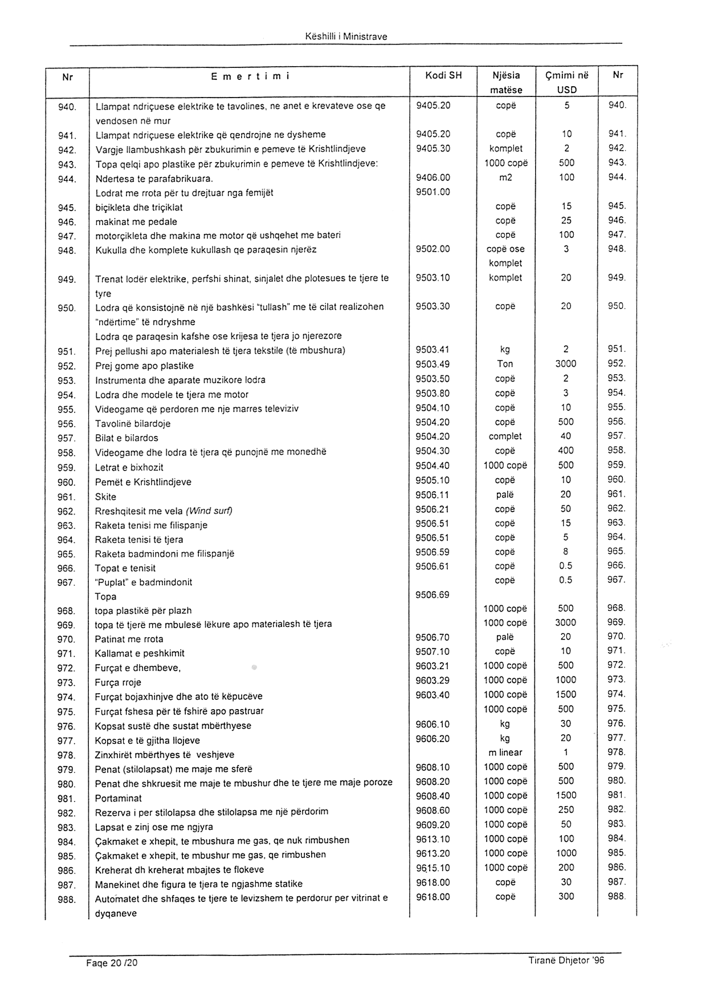 Këshilli i Ministrave
Nr E m e r t i m i Kodi SH Njësia Çmimi në Nr
matëse USD
940. Llampat ndriçuese elektrike te tavolines, ne anet e krevateve ose qe 9405.20 copë 5 940.
vendosen në mur
941. Llampat ndriçuese elektrike që qendrojne ne dysheme 9405.20 copë 10 941.
942. Vargje llambushkash për zbukurimin e pemeve të Krishtlindjeve 9405.30 komplet 2 942.
943. Topa qelqi apo plastike për zbukurimin e pemeve të Krishtlindjeve: 1000 copë 500 943.
944. Ndertesa te parafabrikuara. 9406.00 m2 100 944.
Lodrat me rrota për tu drejtuar nga femijët 9501.00
945. biçikleta dhe triçiklat copë 15 945.
946. makinat me pedale copë 25 946.
947. motorçikleta dhe makina me motor që ushqehet me bateri copë 100 947.
948. Kukulla dhe komplete kukullash qe paraqesin njerëz 9502.00 copë ose 3 948.
komplet
949. Trenat lodër elektrike, perfshi shinat, sinjalet dhe plotesues te tjere te 9503.10 komplet 20 949.
tyre
950. Lodra që konsistojnë në një bashkësi “tullash” me të cilat realizohen 9503.30 copë 20 950.
“ndërtime” të ndryshme
Lodra qe paraqesin kafshe ose krijesa te tjera jo njerezore
951. Prej pellushi apo materialesh të tjera tekstile (të mbushura) 9503.41 kg 2 951.
952. Prej gome apo plastike 9503.49 Ton 3000 952.
953. Instrumenta dhe aparate muzikore lodra 9503.50 copë 2 953.
954. Lodra dhe modele te tjera me motor 9503.80 copë 3 954.
955. Videogame që perdoren me nje marres televiziv 9504.10 copë 10 955.
956. Tavolinë bilardoje 9504.20 copë 500 956.
957. Bilat e bilardos 9504.20 complet 40 957.
958. Videogame dhe lodra të tjera që punojnë me monedhë 9504.30 copë 400 958.
959. Letrat e bixhozit 9504.40 1000 copë 500 959.
960. Pemët e Krishtlindjeve 9505.10 copë 10 960.
961. Skite 9506.11 palë 20 961.
962. Rreshqitesit me vela (Wind surf) 9506.21 copë 50 962.
963. Raketa tenisi me filispanje 9506.51 copë 15 963.
964. Raketa tenisi të tjera 9506.51 copë 5 964.
965. Raketa badmindoni me filispanjë 9506.59 copë 8 965.
966. Topat e tenisit 9506.61 copë 0.5 966.
967. “Puplat” e badmindonit copë 0.5 967.
Topa 9506.69
968. topa plastikë për plazh 1000 copë 500 968.
969. topa të tjerë me mbulesë lëkure apo materialesh të tjera 1000 copë 3000 969.
970. Patinat me rrota 9506.70 palë 20 970.
971. Kallamat e peshkimit 9507.10 copë 10 971.
972. Furçat e dhembeve, 9603.21 1000 copë 500 972.
973. Furça rroje 9603.29 1000 copë 1000 973.
974. Furçat bojaxhinjve dhe ato të këpucëve 9603.40 1000 copë 1500 974.
975. Furçat fshesa për të fshirë apo pastruar 1000 copë 500 975.
976. Kopsat sustë dhe sustat mbërthyese 9606.10 kg 30 976.
977. Kopsat e të gjitha llojeve 9606.20 kg 20 977.
978. Zinxhirët mbërthyes të veshjeve m linear 1 978.
979. Penat (stilolapsat) me maje me sferë 9608.10 1000 copë 500 979.
980. Penat dhe shkruesit me maje te mbushur dhe te tjere me maje poroze 9608.20 1000 copë 500 980.
981. Portaminat 9608.40 1000 copë 1500 981.
982. Rezerva i per stilolapsa dhe stilolapsa me një përdorim 9608.60 1000 copë 250 982.
983. Lapsat e zinj ose me ngjyra 9609.20 1000 copë 50 983.
984. Çakmaket e xhepit, te mbushura me gas, qe nuk rimbushen 9613.10 1000 copë 100 984.
985. Çakmaket e xhepit, te mbushur me gas, qe rimbushen 9613.20 1000 copë 1000 985.
986. Kreherat dh kreherat mbajtes te flokeve 9615.10 1000 copë 200 986.
987. Manekinet dhe figura te tjera te ngjashme statike 9618.00 copë 30 987.
988. Automatet dhe shfaqes te tjere te levizshem te perdorur per vitrinat e 9618.00 copë 300 988.
dyqaneve
Faqe 20 /20 Tiranë Dhjetor '96